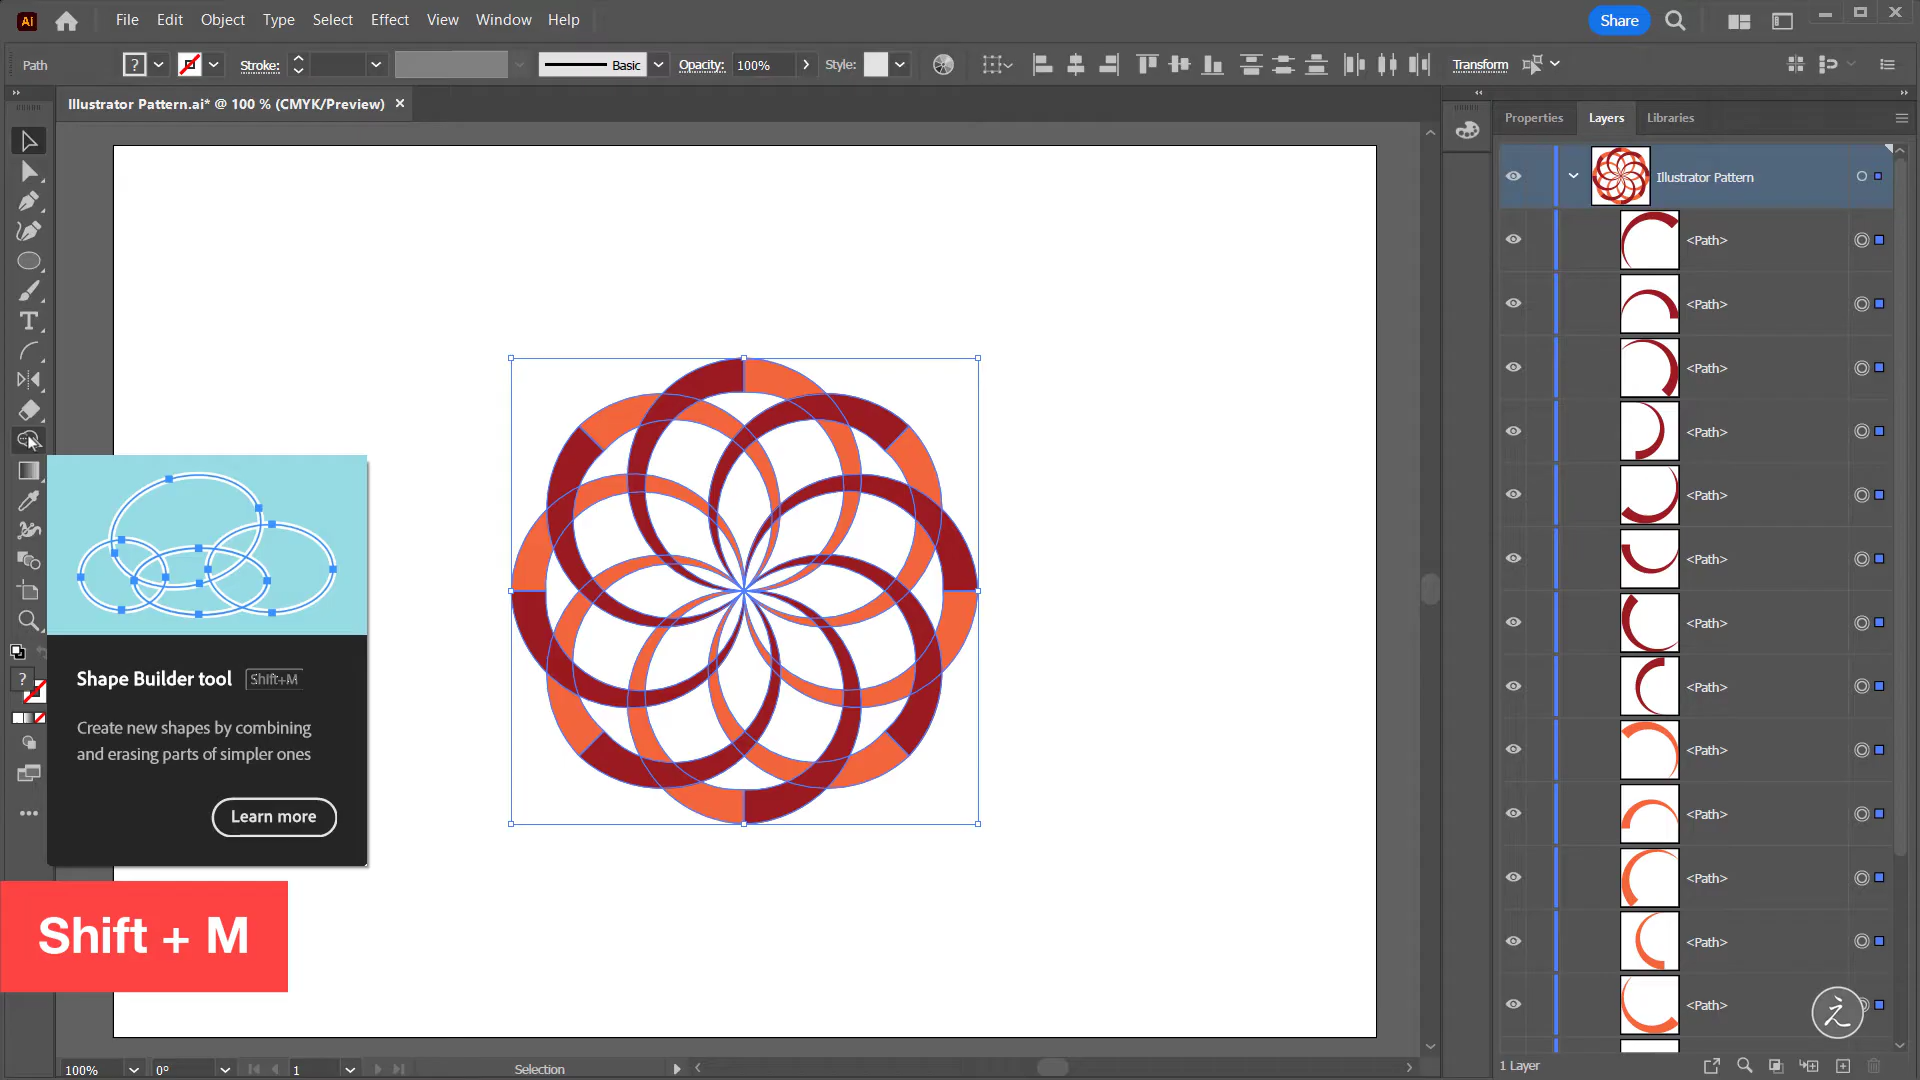 Ai File Edit Object Type Select Effect View Window Help Share
Path ? Stroke: Basic Opacity: 100% Style: Transform
Illustrator Pattern.ai* @ 100 % (CMYK/Preview) ×
Properties Layers Libraries
Illustrator Pattern
<Path>
<Path>
<Path>
<Path>
<Path>
<Path>
<Path>
<Path>
<Path>
<Path>
<Path>
<Path>
<Path>
T
?
Shape Builder tool Shift+M
Create new shapes by combining
and erasing parts of simpler ones
Learn more
Shift + M
100% 0° 1 Selection
1 Layer